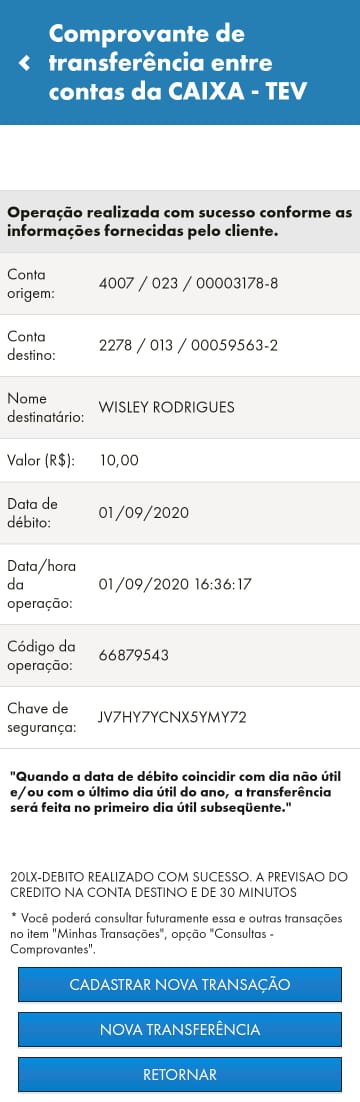 Comprovante de
transferência entre
contas da CAIXA - TEV
Operação realizada com sucesso conforme as
informações fornecidas pelo cliente.
Conta
origem:
4007 / 023 / 00003178-8
Conta
destino:
2278 / 013 / 00059563-2
Nome
destinatário:
WISLEY RODRIGUES
Valor (R$):
10,00
Data de
débito:
01/09/2020
Data/hora
da
operação:
01/09/2020 16:36:17
Código da
operação:
66879543
Chave de
segurança:
JV7HY7YCNX5YMY72
"Quando a data de débito coincidir com dia não útil
e/ou com o último dia útil do ano, a transferência
será feita no primeiro dia útil subseqüente."
20LX-DEBITO REALIZADO COM SUCESSO. A PREVISAO DO
CREDITO NA CONTA DESTINO E DE 30 MINUTOS
* Você poderá consultar futuramente essa e outras transações
no item "Minhas Transações", opção "Consultas -
Comprovantes".
CADASTRAR NOVA TRANSAÇÃO
NOVA TRANSFERÊNCIA
RETORNAR